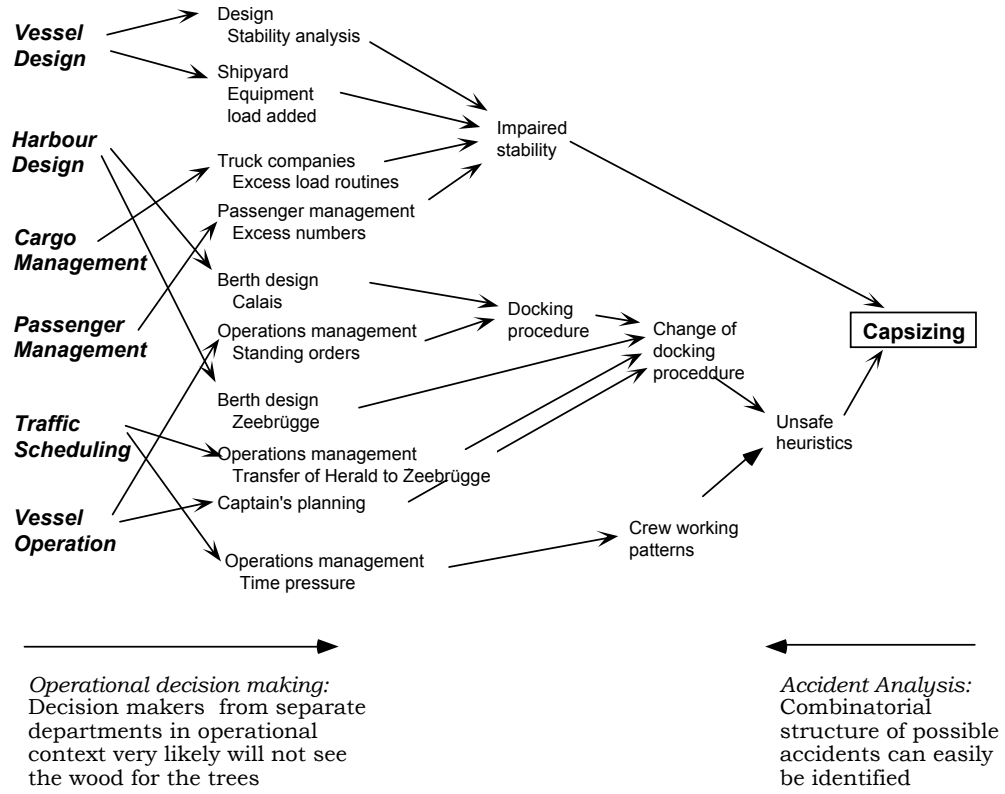 Vessel
Design
Harbour
Design
Cargo
Management
Passenger
Management
Traffic
Scheduling
Vessel
Operation
Design
Stability analysis
Shipyard
Equipment
load added
Truck companies
Excess load routines
Passenger management
Excess numbers
Berth design
Calais
Operations management
Standing orders
Berth design
Zeebrügge
Operations management
Transfer of Herald to Zeebrügge
Captain's planning
Operations management
Time pressure
Impaired
stability
Docking
procedure
Change of
docking
proceddure
Crew working
patterns
Unsafe
heuristics
Capsizing
Operational decision making:
Decision makers from separate
departments in operational
context very likely will not see
the wood for the trees
Accident Analysis:
Combinatorial
structure of possible
accidents can easily
be identified